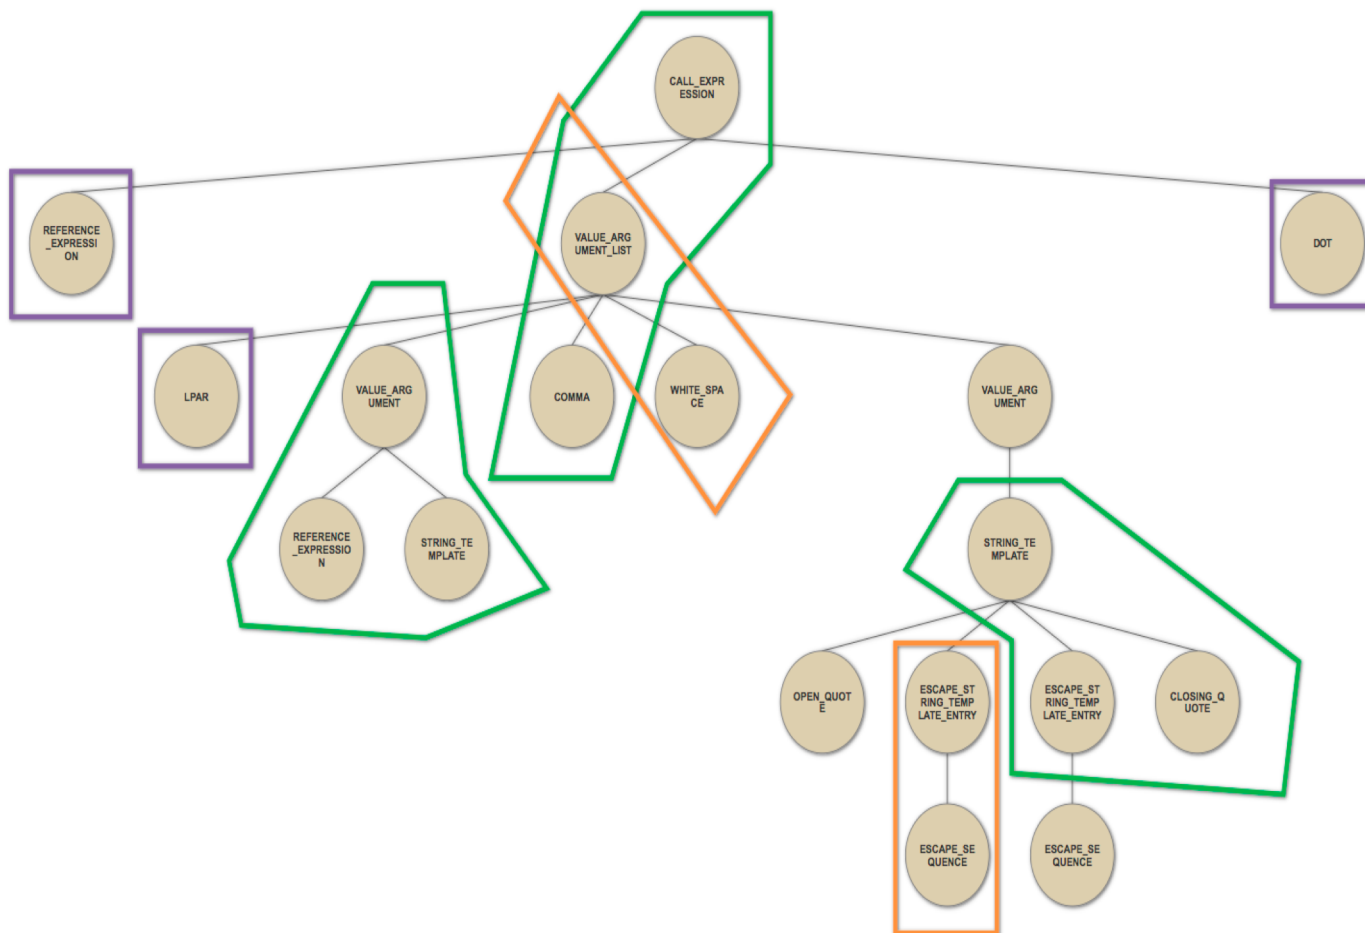 CALL_EXPR
ESSION
REFERENCE
_EXPRESSI
ON
VALUE_ARG
UMENT_LIST
DOT
LPAR
VALUE_ARG
UMENT
COMMA
WHITE_SPA
CE
VALUE_ARG
UMENT
REFERENCE
_EXPRESSIO
N
STRING_TE
MPLATE
STRING_TE
MPLATE
OPEN_QUOT
E
ESCAPE_ST
RING_TEMP
LATE_ENTRY
ESCAPE_ST
RING_TEMP
LATE_ENTRY
CLOSING_Q
UOTE
ESCAPE_SE
QUENCE
ESCAPE_SE
QUENCE